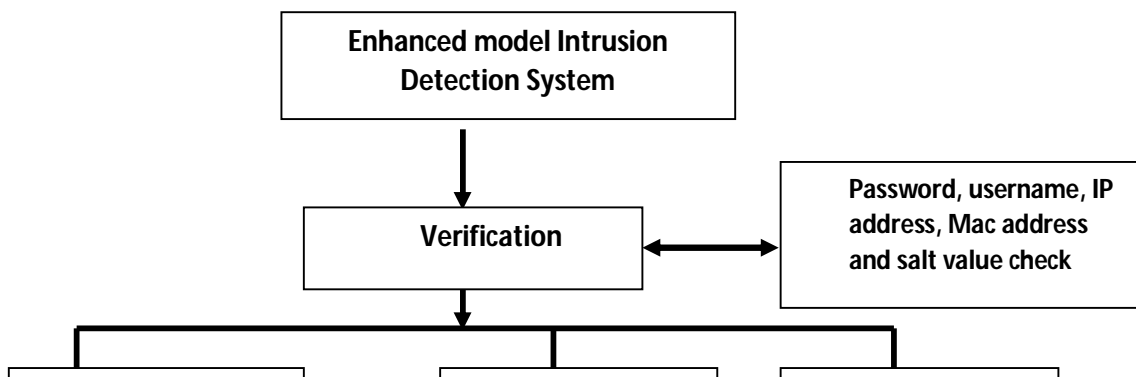 Enhanced model Intrusion
Detection System
Verification
Password, username, IP
address, Mac address
and salt value check